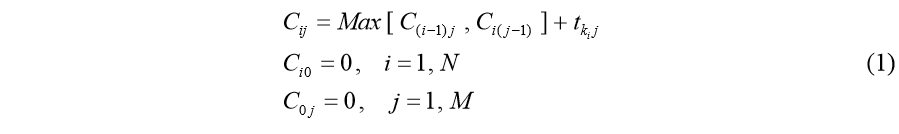 C_{ij} = Max [ C_{(i-1)j} , C_{i(j-1)} ] + t_{k_i j}
C_{i0} = 0 , i = 1, N (1)
C_{0j} = 0 , j = 1, M